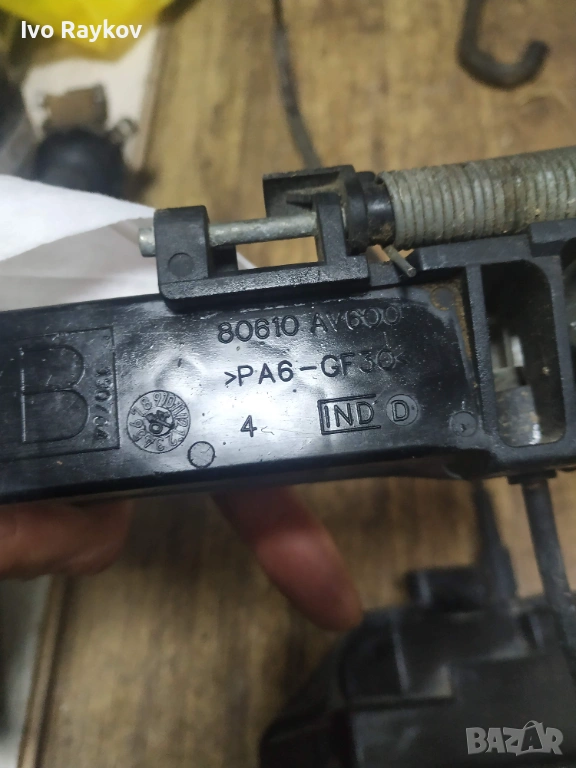 Ivo Raykov
80610 AV600
>PA6-GF30<
B
4 IND D
BAZAR